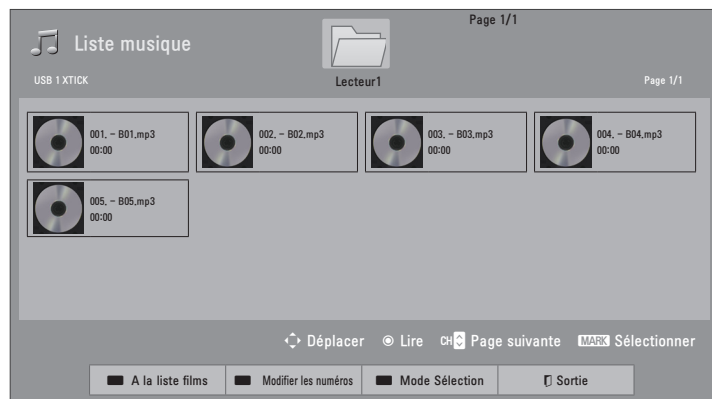 Page 1/1
Liste musique
USB 1 XTICK
Lecteur1
Page 1/1
001. - B01.mp3
00:00
002. - B02.mp3
00:00
003. - B03.mp3
00:00
004. - B04.mp3
00:00
005. - B05.mp3
00:00
Déplacer
Lire
CH Page suivante
MARK Sélectionner
A la liste films
Modifier les numéros
Mode Sélection
Sortie